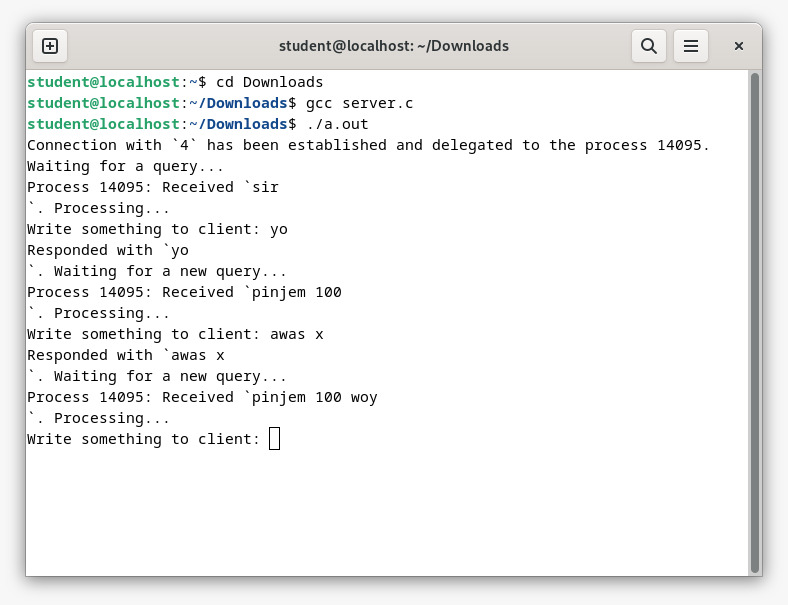 student@localhost: ~/Downloads
student@localhost:~$ cd Downloads
student@localhost:~/Downloads$ gcc server.c
student@localhost:~/Downloads$ ./a.out
Connection with `4` has been established and delegated to the process 14095.
Waiting for a query...
Process 14095: Received `sir
`. Processing...
Write something to client: yo
Responded with `yo
`. Waiting for a new query...
Process 14095: Received `pinjem 100
`. Processing...
Write something to client: awas x
Responded with `awas x
`. Waiting for a new query...
Process 14095: Received `pinjem 100 woy
`. Processing...
Write something to client: